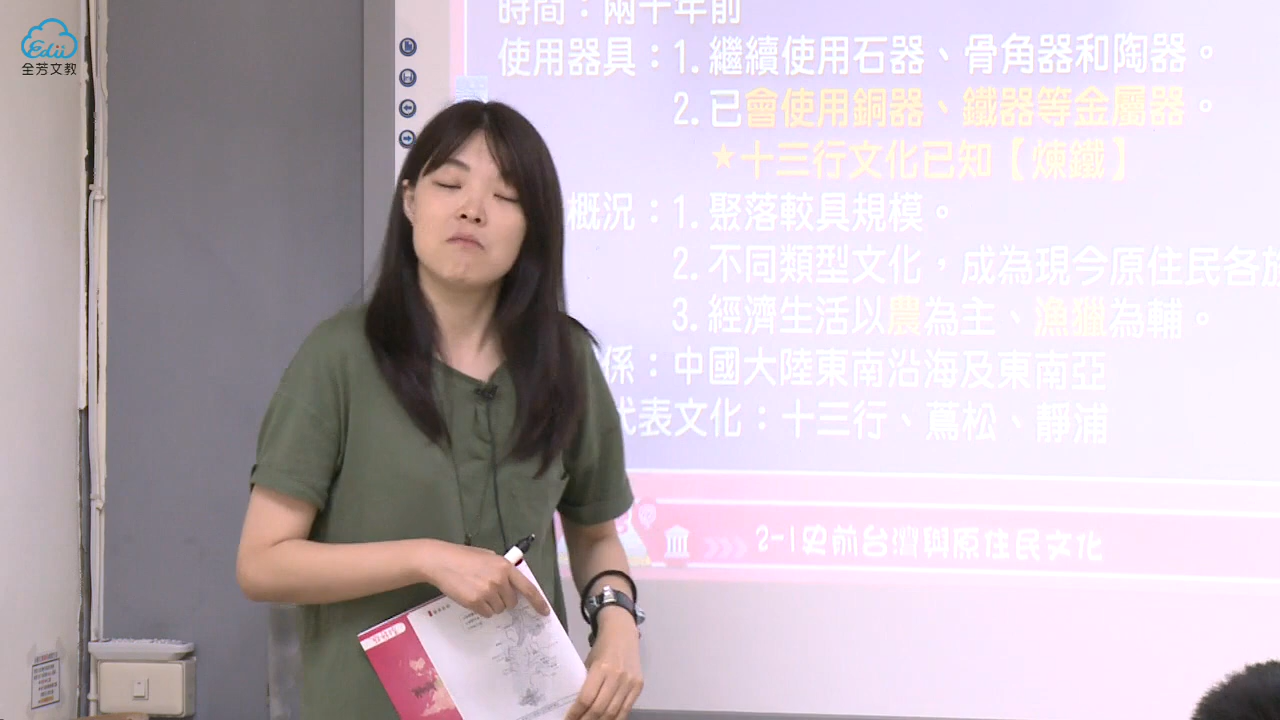 Edii
全芳文教
時間：兩千年前
使用器具：1.繼續使用石器、骨角器和陶器。
2.已會使用銅器、鐵器等金屬器。
★十三行文化已知【煉鐵】
概況：1.聚落較具規模。
2.不同類型文化，成為現今原住民各族
3.經濟生活以農為主、漁獵為輔。
係：中國大陸東南沿海及東南亞
代表文化：十三行、蔦松、靜浦
2-1史前台灣與原住民文化